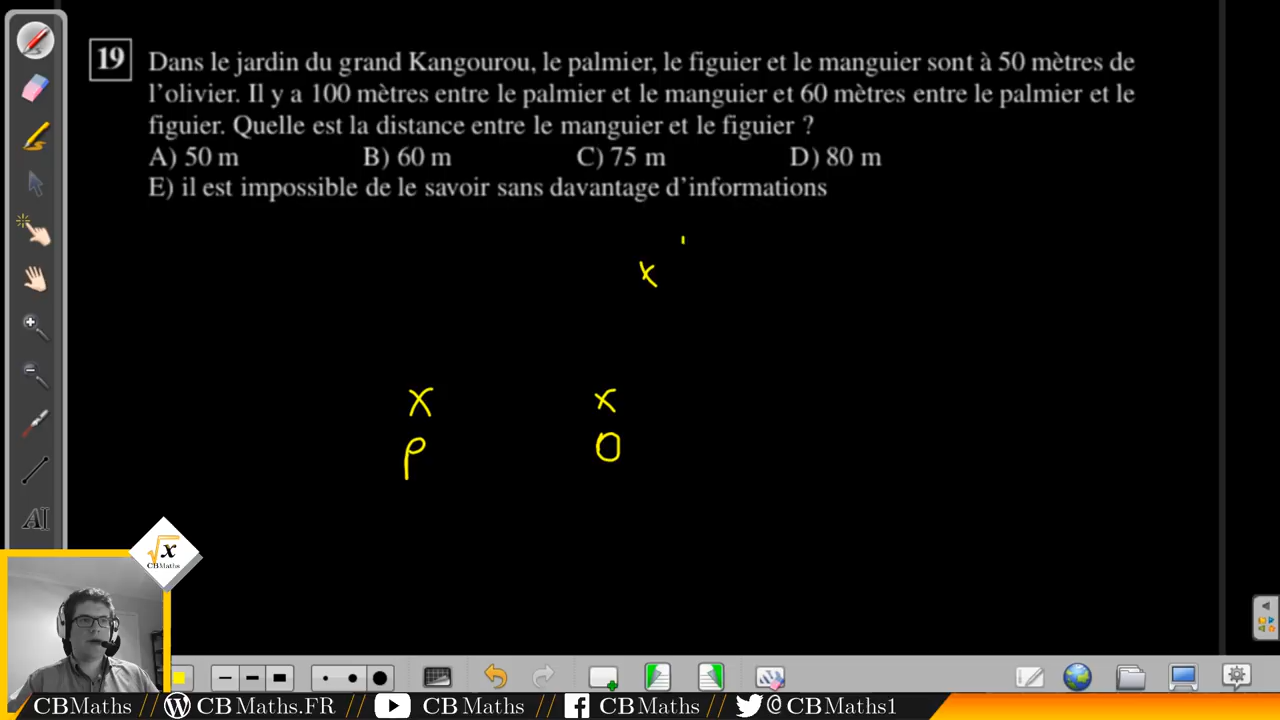 19 Dans le jardin du grand Kangourou, le palmier, le figuier et le manguier sont à 50 mètres de
l'olivier. Il y a 100 mètres entre le palmier et le manguier et 60 mètres entre le palmier et le
figuier. Quelle est la distance entre le manguier et le figuier ?
A) 50 m B) 60 m C) 75 m D) 80 m
E) il est impossible de le savoir sans davantage d'informations
x
x x
P O
AI
√x
CBMaths
CBMaths // CBMaths.FR // CBMaths // CBMaths // @CBMaths1